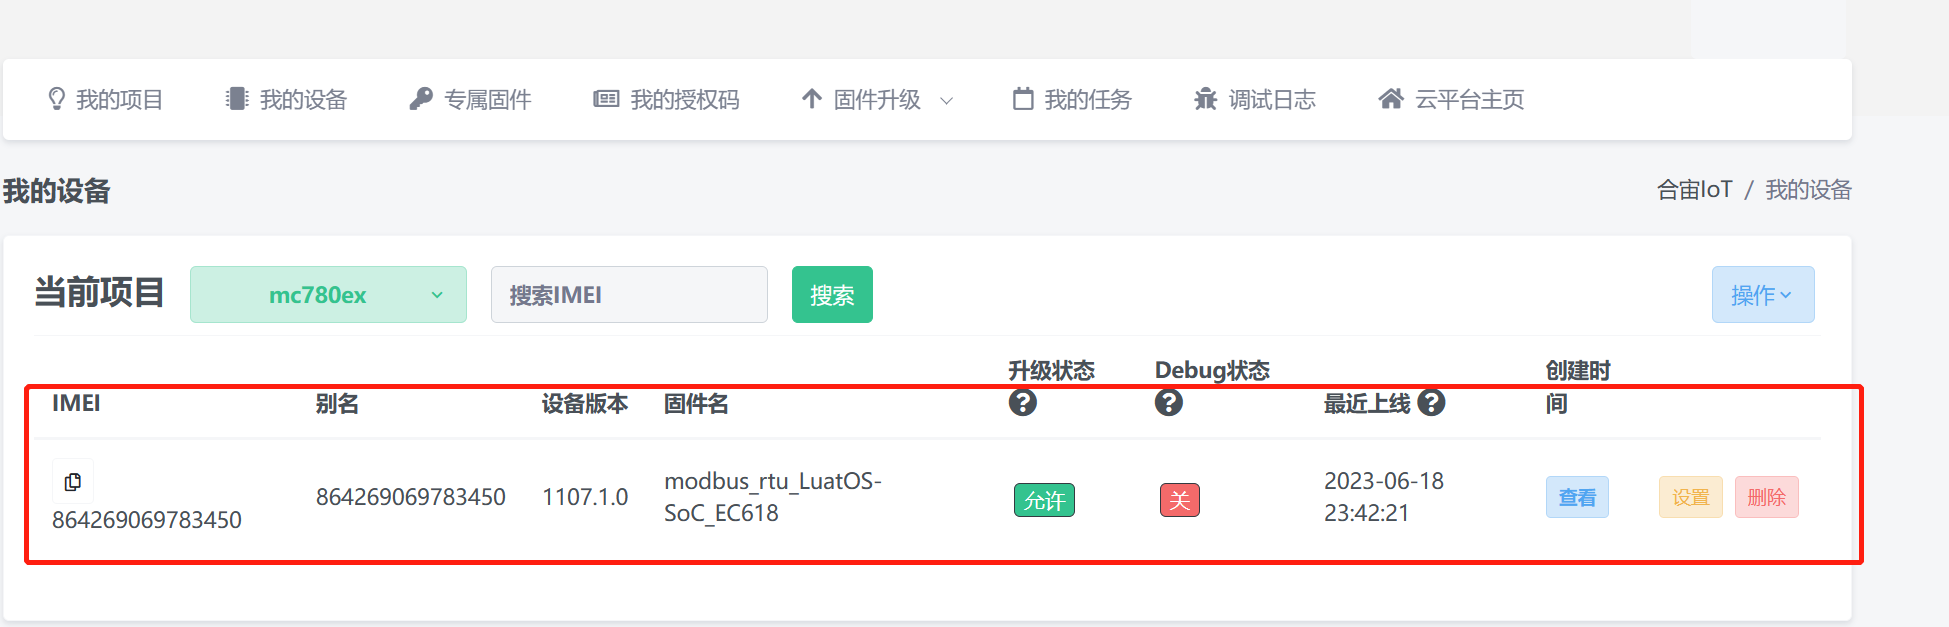 我的项目 我的设备 专属固件 我的授权码 固件升级 我的任务 调试日志 云平台主页
我的设备
合宙IoT / 我的设备
当前项目 mc780ex 搜索IMEI 搜索 操作
IMEI 别名 设备版本 固件名 升级状态 Debug状态 最近上线 创建时间
864269069783450 864269069783450 1107.1.0 modbus_rtu_LuatOS-SoC_EC618 允许 关 2023-06-18 23:42:21 查看 设置 删除